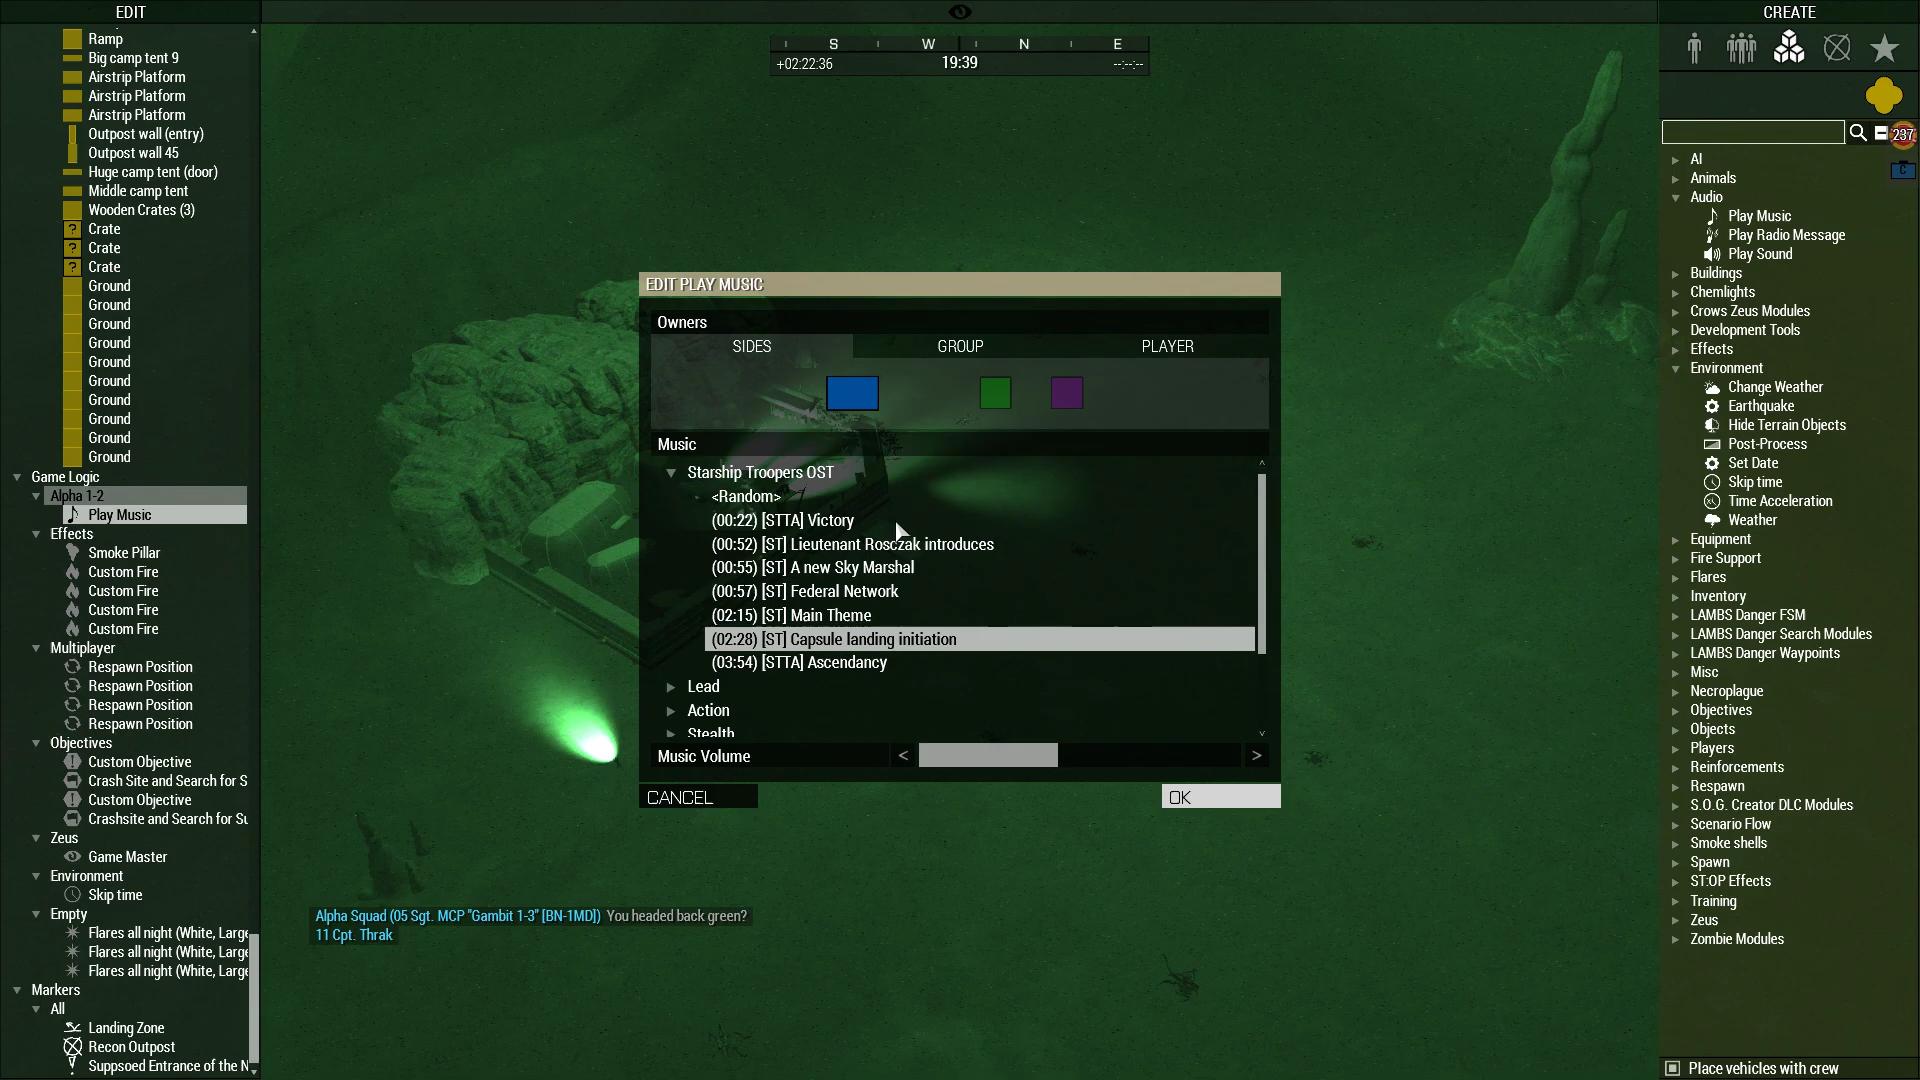 EDIT
Ramp
Big camp tent 9
Airstrip Platform
Airstrip Platform
Airstrip Platform
Outpost wall (entry)
Outpost wall 45
Huge camp tent (door)
Middle camp tent
Wooden Crates (3)
? Crate
? Crate
? Crate
Ground
Ground
Ground
Ground
Ground
Ground
Ground
Ground
Ground
Ground
Game Logic
Alpha 1-2
Play Music
Effects
Smoke Pillar
Custom Fire
Custom Fire
Custom Fire
Custom Fire
Multiplayer
Respawn Position
Respawn Position
Respawn Position
Respawn Position
Objectives
Custom Objective
Crash Site and Search for S
Custom Objective
Crashsite and Search for Su
Zeus
Game Master
Environment
Skip time
Empty
Flares all night (White, Large
Flares all night (White, Large
Flares all night (White, Large
Markers
All
Landing Zone
Recon Outpost
Suppsoed Entrance of the N
S W N E
+02:22:36 19:39 --:--:--
EDIT PLAY MUSIC
Owners
SIDES GROUP PLAYER
Music
Starship Troopers OST
<Random>
(00:22) [STTA] Victory
(00:52) [ST] Lieutenant Rosczak introduces
(00:55) [ST] A new Sky Marshal
(00:57) [ST] Federal Network
(02:15) [ST] Main Theme
(02:28) [ST] Capsule landing initiation
(03:54) [STTA] Ascendancy
Lead
Action
Stealth
Music Volume < >
CANCEL OK
Alpha Squad (05 Sgt. MCP "Gambit 1-3" [BN-1MD]) You headed back green?
11 Cpt. Thrak
CREATE
237
C
AI
Animals
Audio
Play Music
Play Radio Message
Play Sound
Buildings
Chemlights
Crows Zeus Modules
Development Tools
Effects
Environment
Change Weather
Earthquake
Hide Terrain Objects
Post-Process
Set Date
Skip time
Time Acceleration
Weather
Equipment
Fire Support
Flares
Inventory
LAMBS Danger FSM
LAMBS Danger Search Modules
LAMBS Danger Waypoints
Misc
Necroplague
Objectives
Objects
Players
Reinforcements
Respawn
S.O.G. Creator DLC Modules
Scenario Flow
Smoke shells
Spawn
ST:OP Effects
Training
Zeus
Zombie Modules
Place vehicles with crew